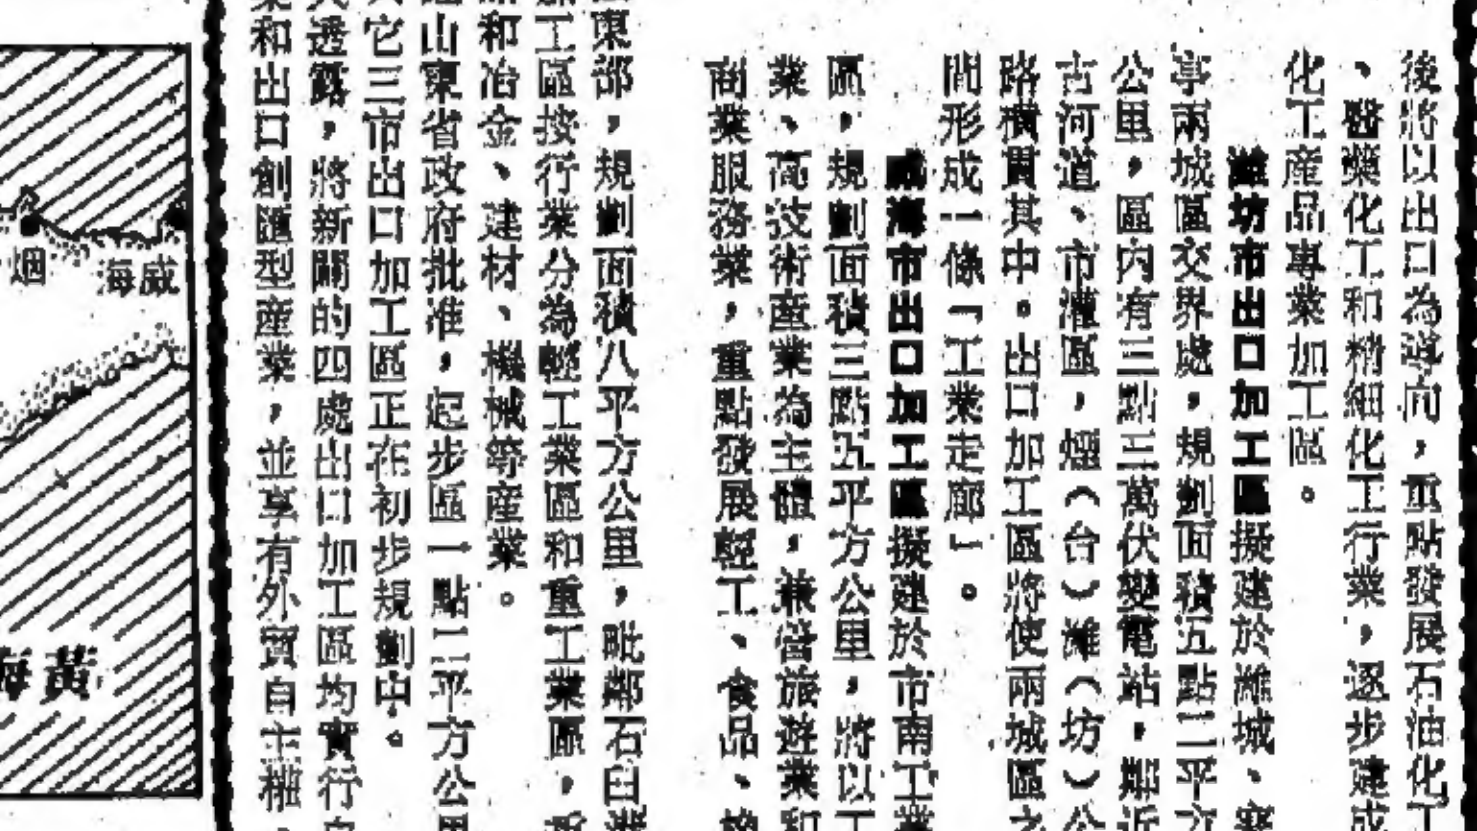 後將以出口為導向，重點發展石油化工
、醫藥化工和精細化工行業，逐步建成
化工産品專業加工區。
濰坊市出口加工區擬建於濰城、寒
亭兩城區交界處，規劃面積五點二平方
公里，區內有三點三萬伏變電站，鄰近
古河道、市灌區，煙（台）濰（坊）公
路橫貫其中。出口加工區將使兩城區之
間形成一條「工業走廊」。
威海市出口加工區擬建於市南工業
區，規劃面積三點五平方公里，將以工
業、高技術産業為主體，兼營旅遊業和
商業服務業，重點發展輕工、食品、
東部，規劃面積八平方公里，毗鄰石臼港
加工區按行業分為輕工業區和重工業區，
和冶金、建材、機械等産業。
山東省政府批准，起步區一點二平方公里
它三市出口加工區正在初步規劃中。
透露，將新闢的四處出口加工區均實行
和出口創匯型産業，並享有外貿自主權，
烟
威海
黃海